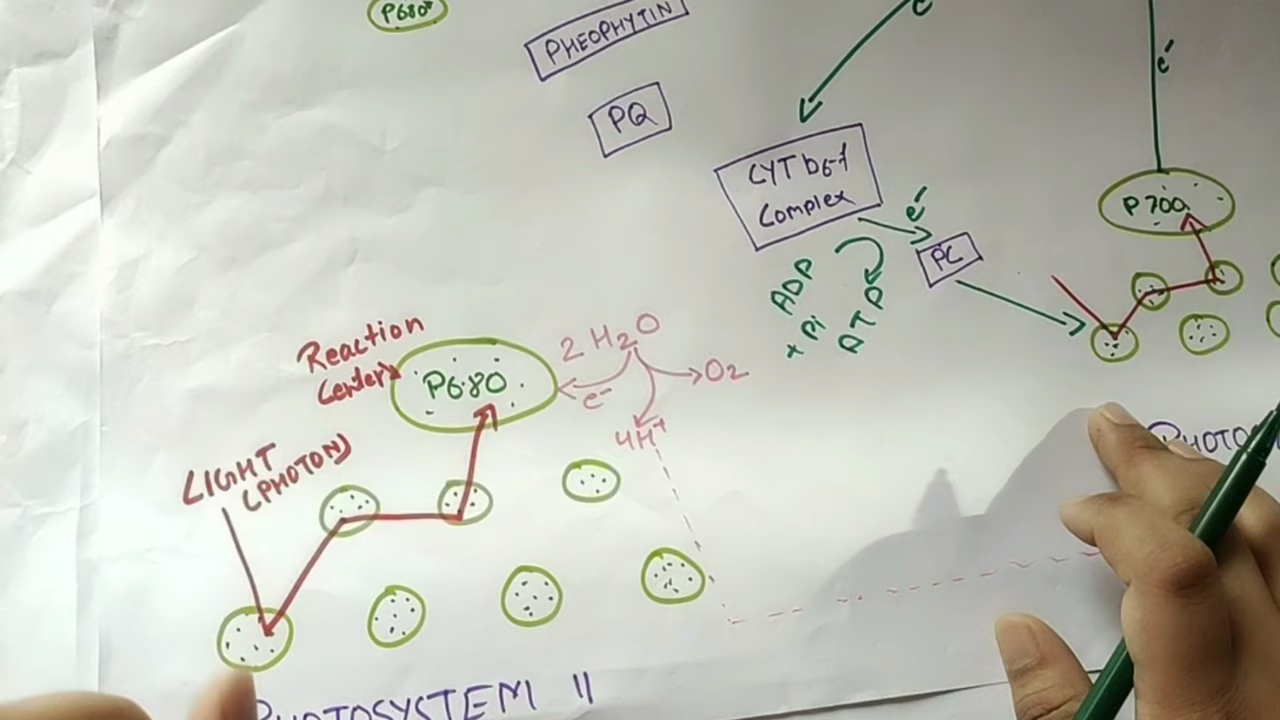 P680*
PHEOPHYTIN
PQ
e-
e-
CYT b6-f
Complex
e-
PC
ADP
+ Pi
ATP
P700
Reaction
Center
P680
2 H2O
e-
O2
4H+
LIGHT
(PHOTON)
PHOTOSYSTEM II